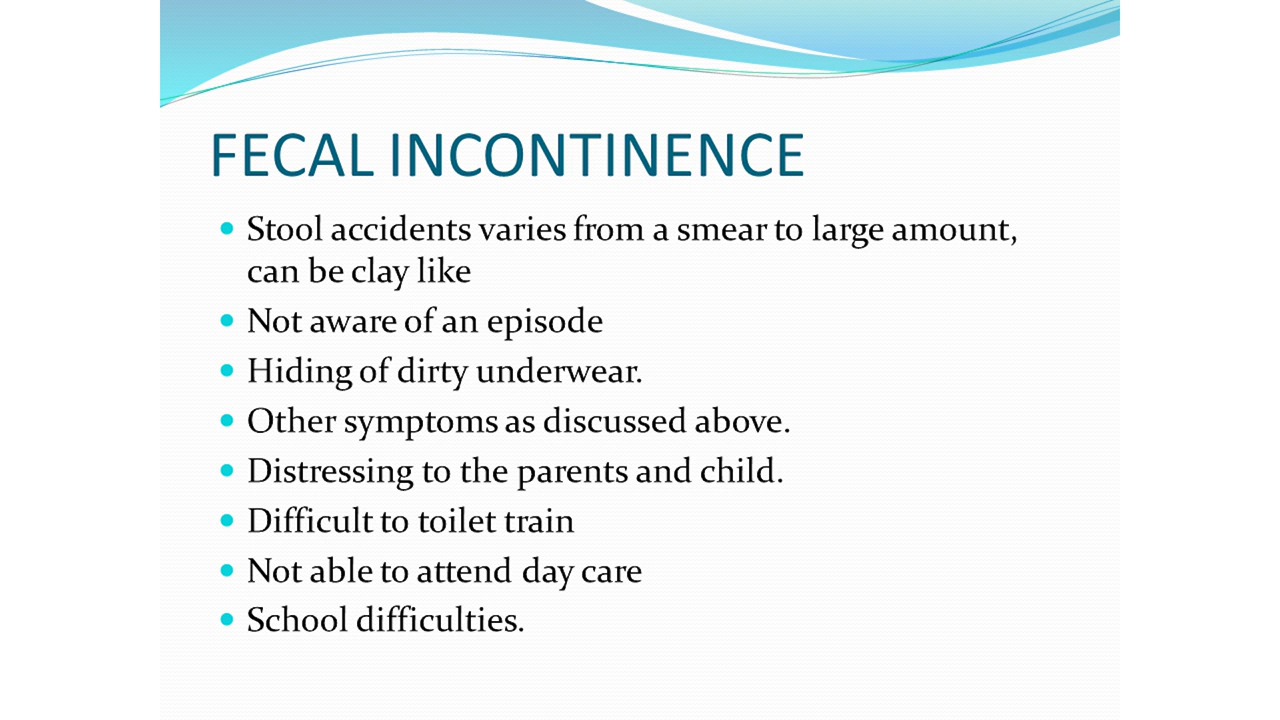 FECAL INCONTINENCE
• Stool accidents varies from a smear to large amount,
can be clay like
• Not aware of an episode
• Hiding of dirty underwear.
• Other symptoms as discussed above.
• Distressing to the parents and child.
• Difficult to toilet train
• Not able to attend day care
• School difficulties.